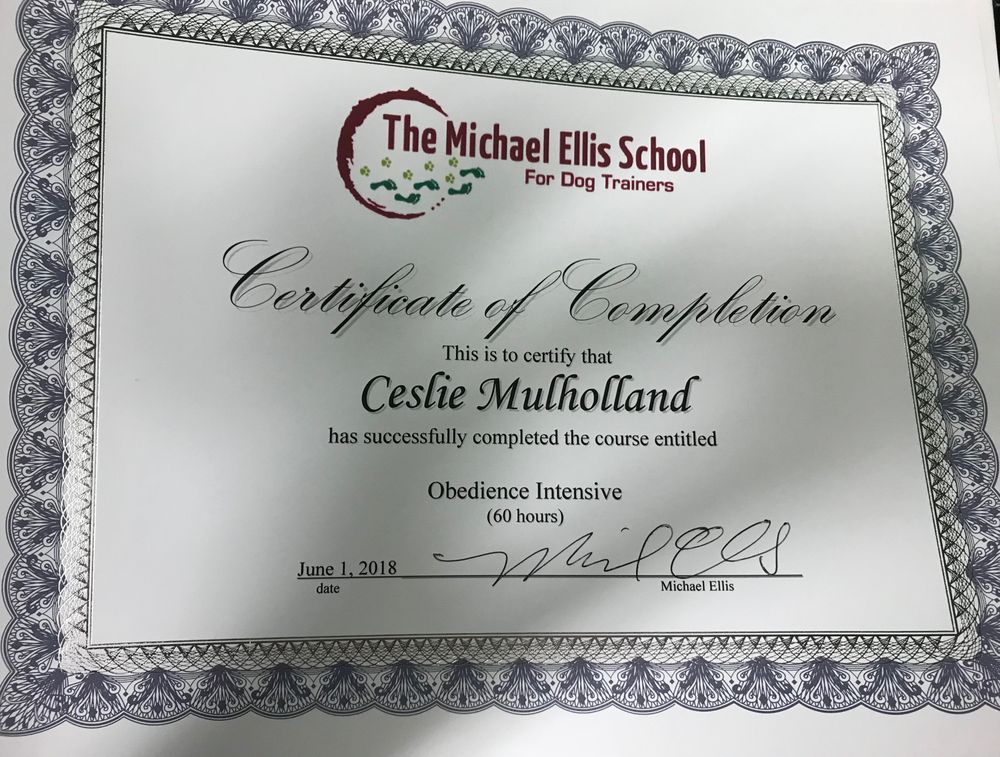 The Michael Ellis School
For Dog Trainers
Certificate of Completion
This is to certify that
Ceslie Mulholland
has successfully completed the course entitled
Obedience Intensive
(60 hours)
June 1, 2018
date
Michael Ellis